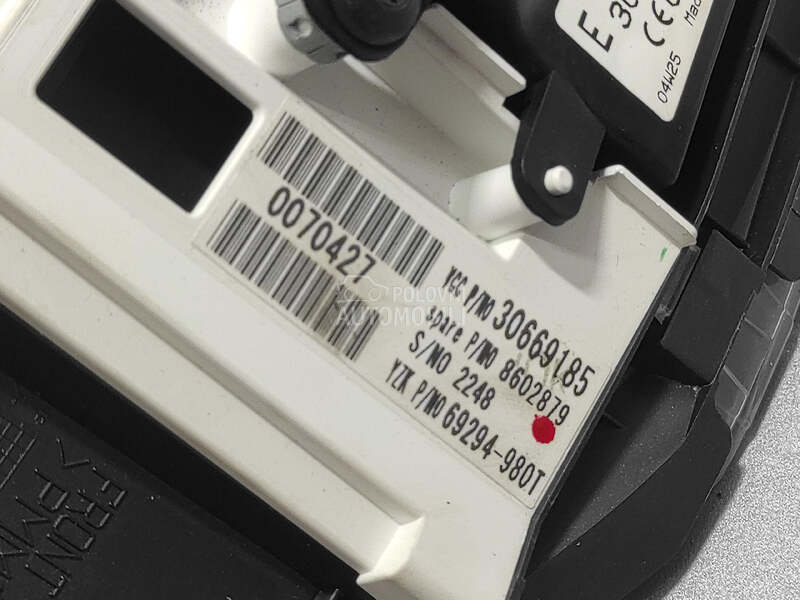 0070427
VCC P/NO 30669185
spare P/NO 8602879
S/NO 2248
YZK P/NO 69294-980T
POLOVNI
AUTOMOBILI
E
CE
04W25
FRONT